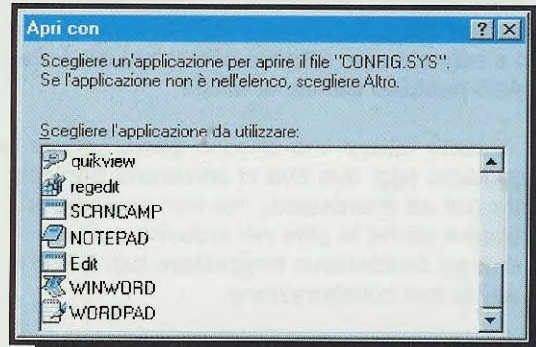 Apri con
Scegliere un'applicazione per aprire il file "CONFIG.SYS".
Se l'applicazione non è nell'elenco, scegliere Altro.
Scegliere l'applicazione da utilizzare:
quikview
regedit
SCRNCAMP
NOTEPAD
Edit
WINWORD
WORDPAD